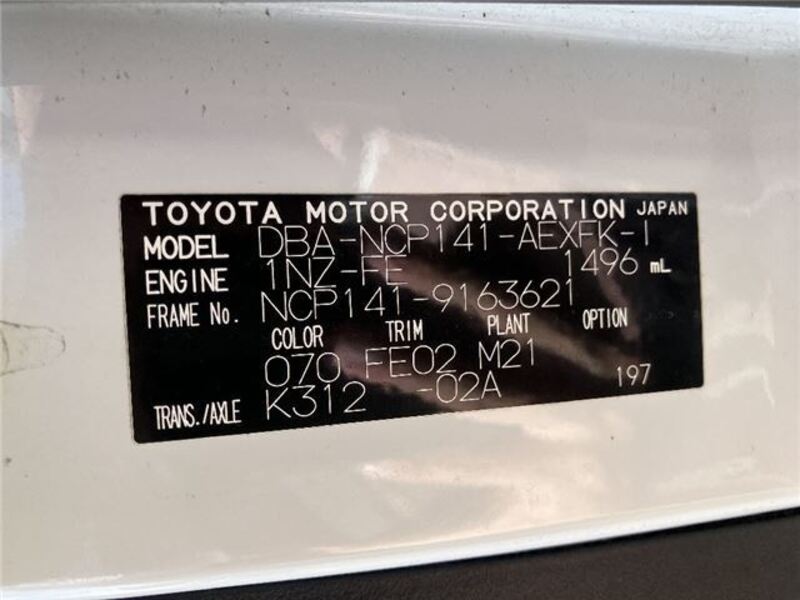 TOYOTA MOTOR CORPORATION JAPAN
MODEL DBA-NCP141-AEXFK-I
ENGINE 1NZ-FE 1496 mL
FRAME No. NCP141-9163621
COLOR TRIM PLANT OPTION
070 FE02 M21
TRANS./AXLE K312 -02A 197